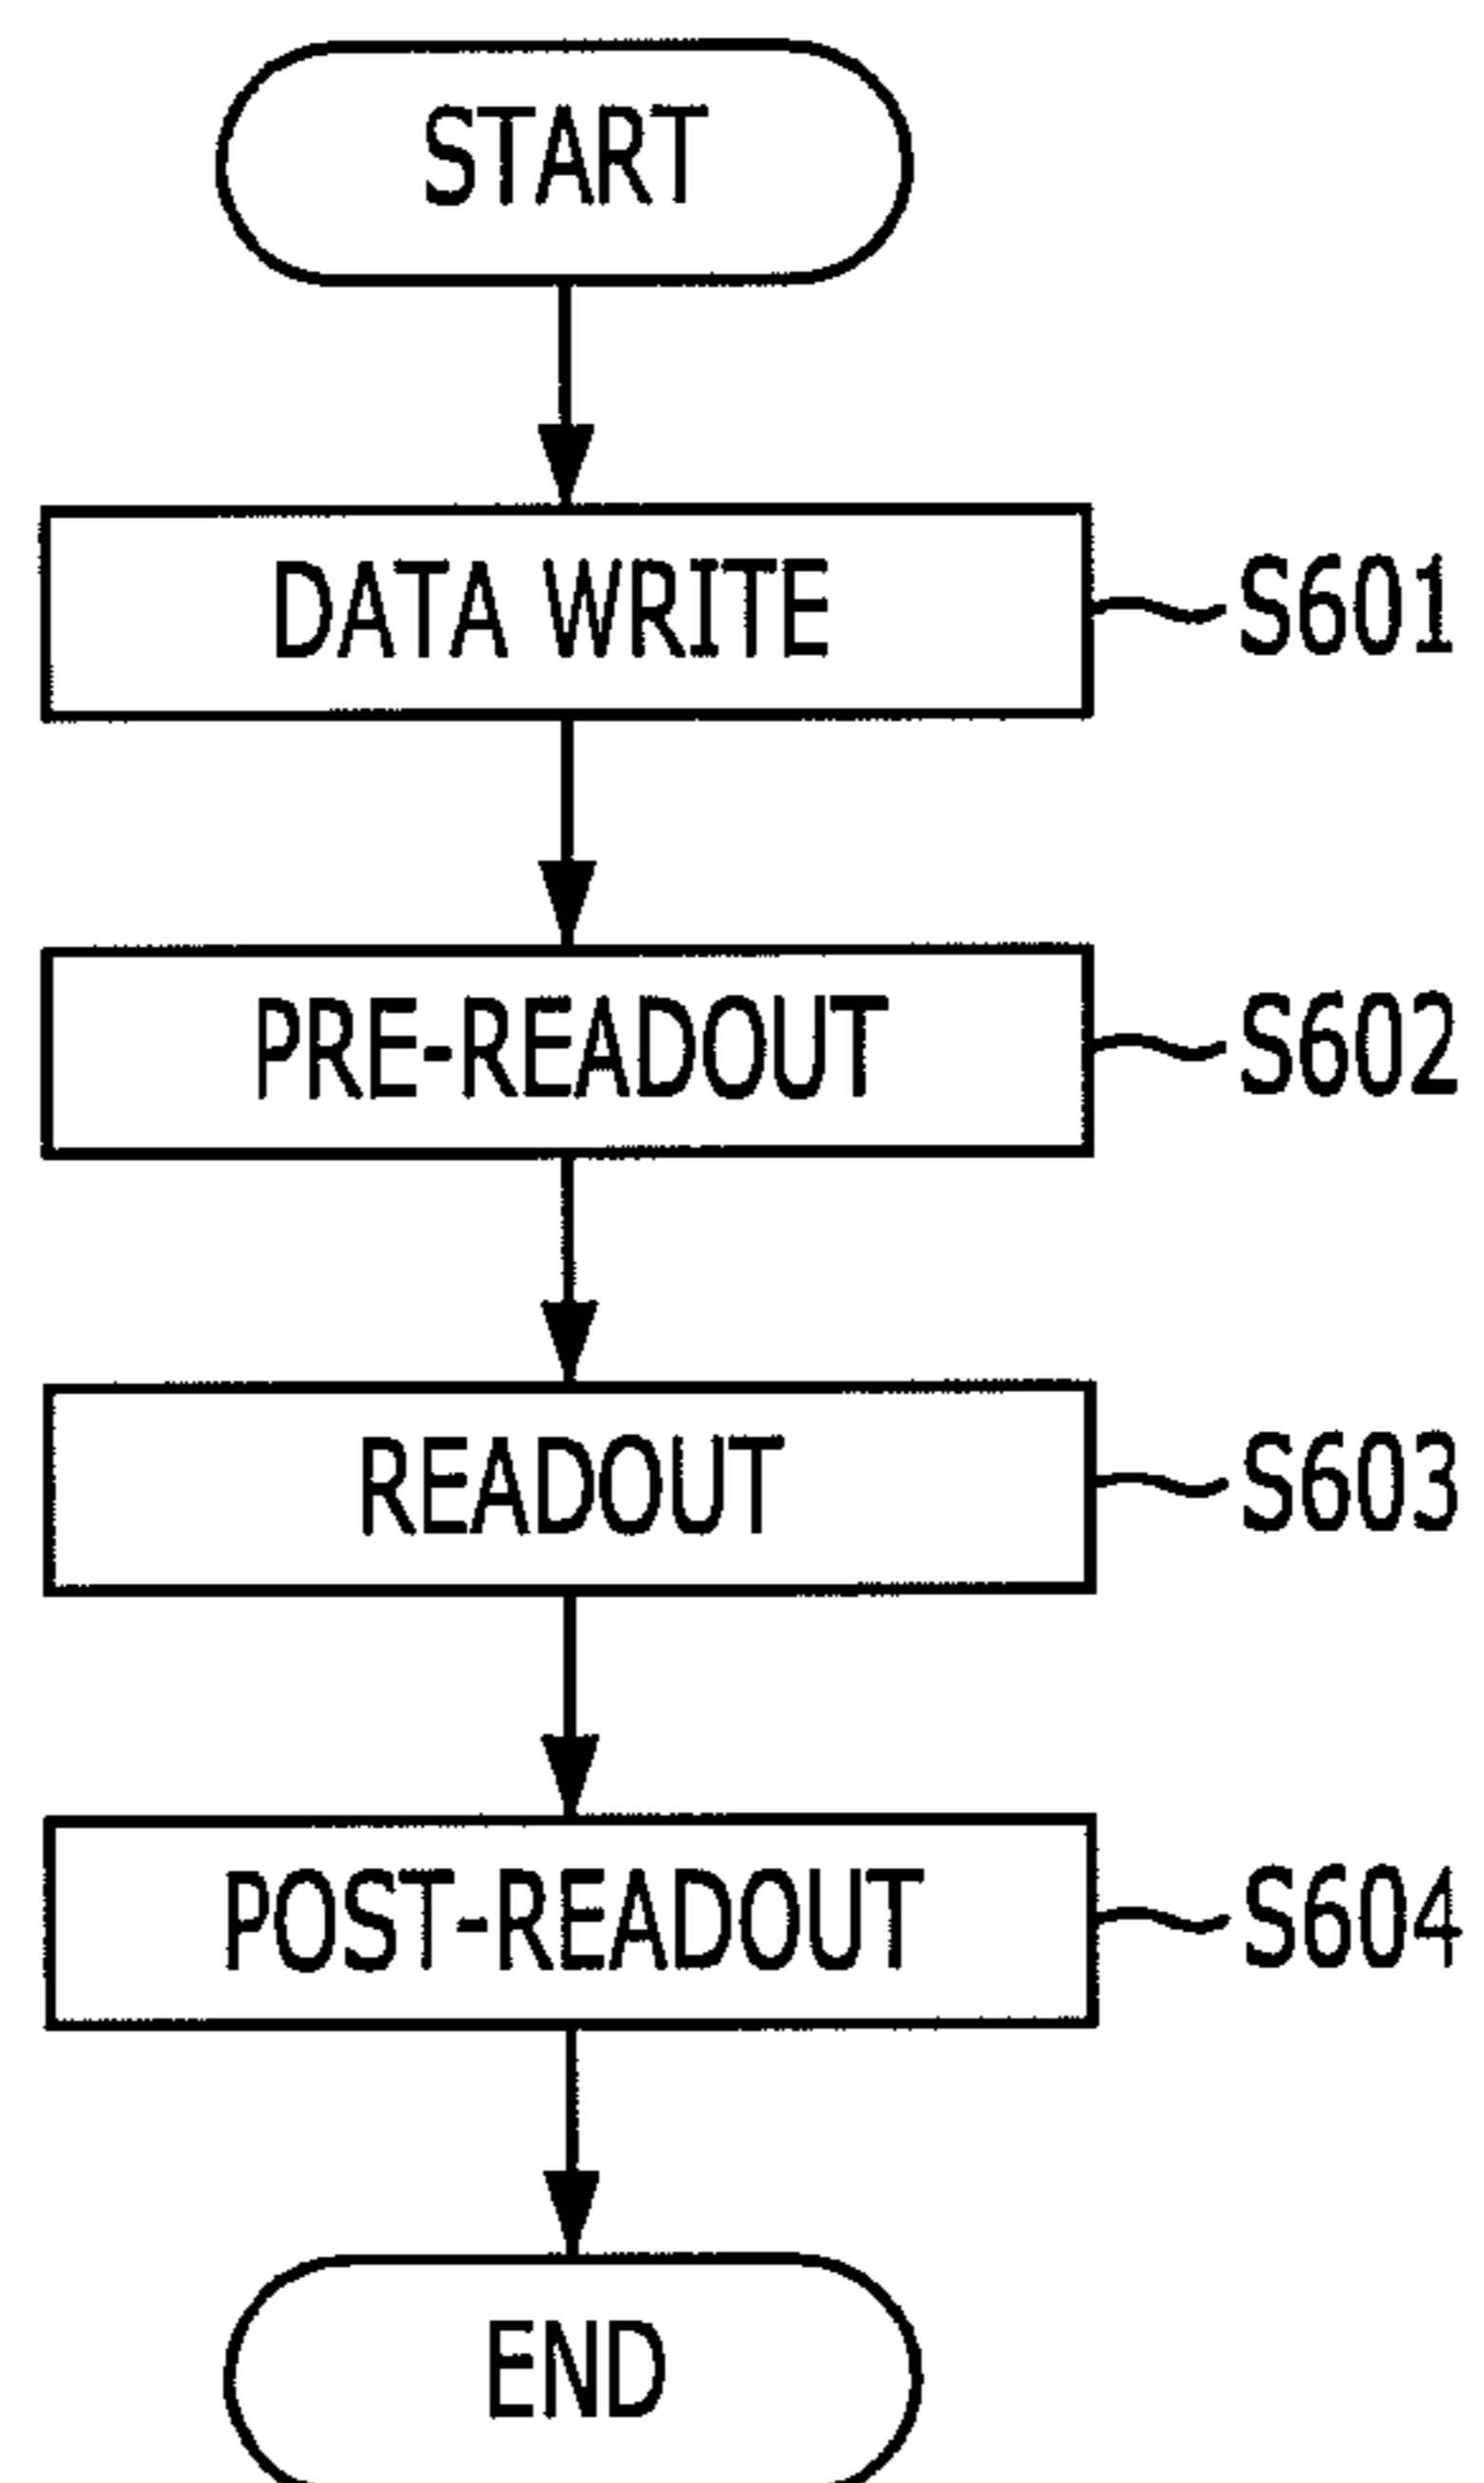 START
DATA WRITE S601
PRE-READOUT S602
READOUT S603
POST-READOUT S604
END